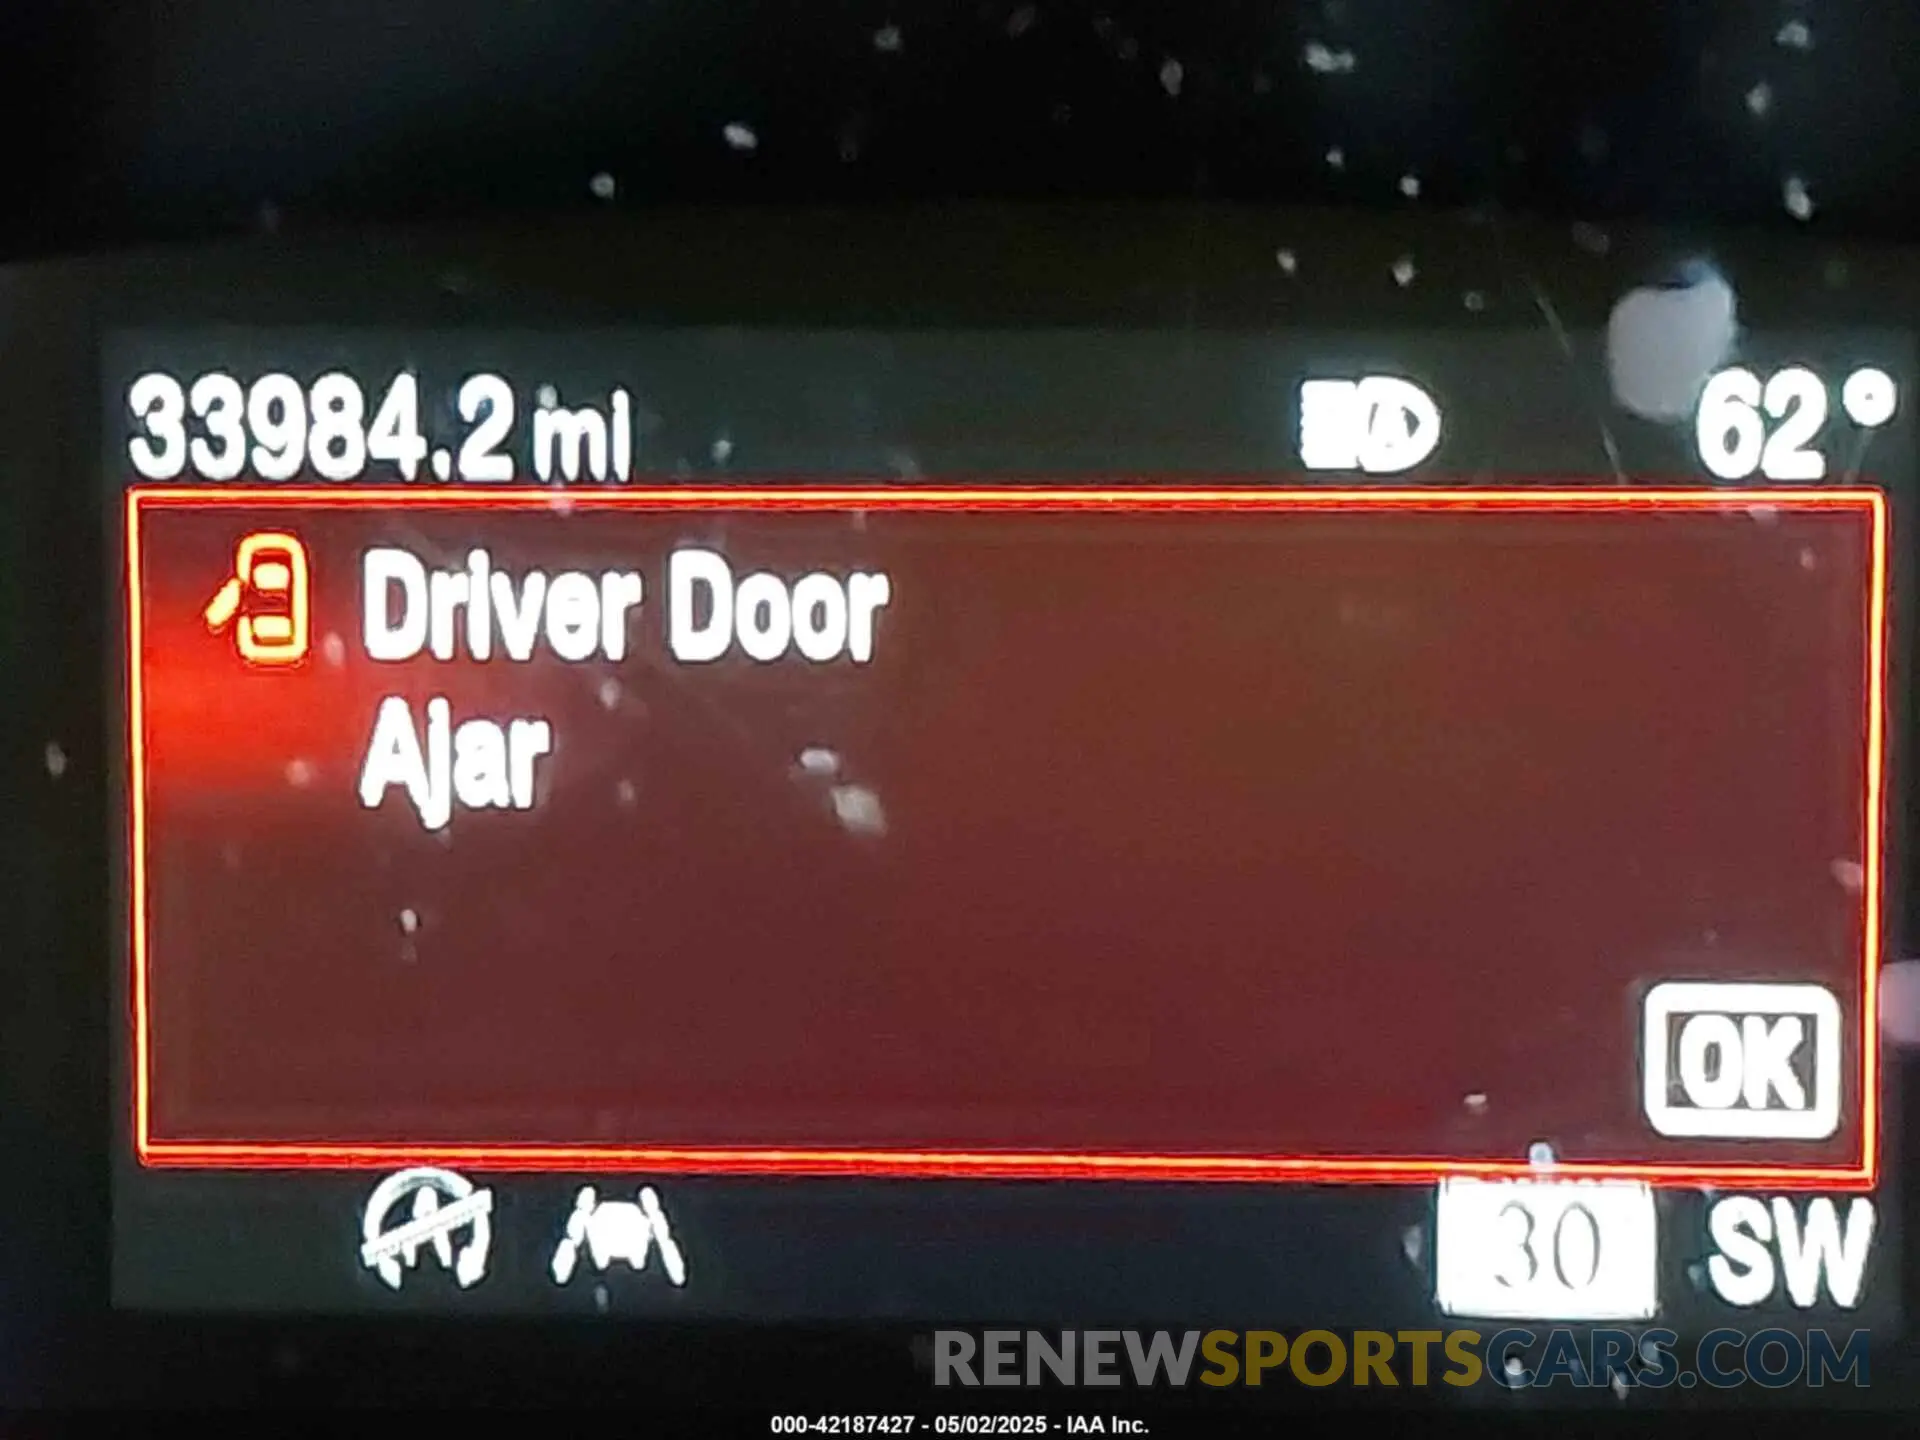 33984.2 mi
62°
Driver Door
Ajar
OK
30 SW
RENEWSPORTSCARS.COM
000-42187427 - 05/02/2025 - IAA Inc.